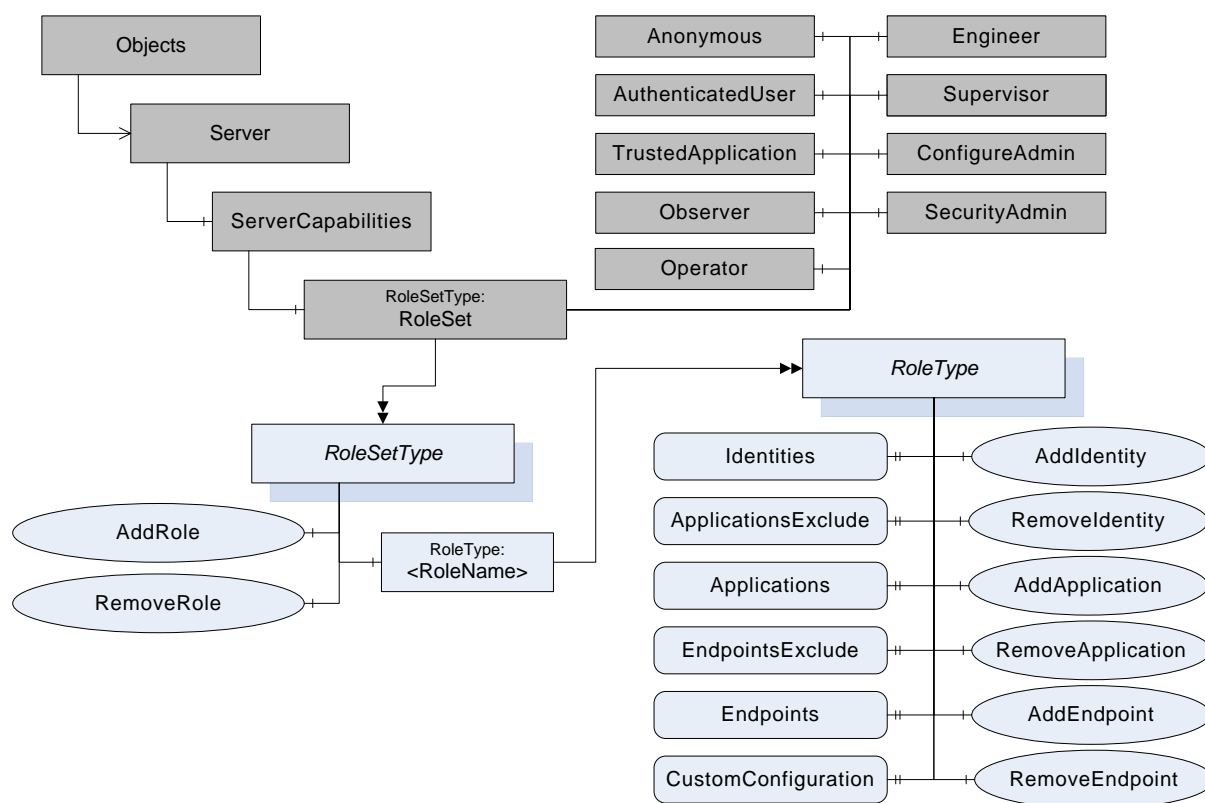 Objects
Server
ServerCapabilities
RoleSetType:
RoleSet
Anonymous
Engineer
AuthenticatedUser
Supervisor
TrustedApplication
ConfigureAdmin
Observer
SecurityAdmin
Operator
RoleSetType
AddRole
RemoveRole
RoleType:
<RoleName>
RoleType
Identities
AddIdentity
ApplicationsExclude
RemoveIdentity
Applications
AddApplication
EndpointsExclude
RemoveApplication
Endpoints
AddEndpoint
CustomConfiguration
RemoveEndpoint